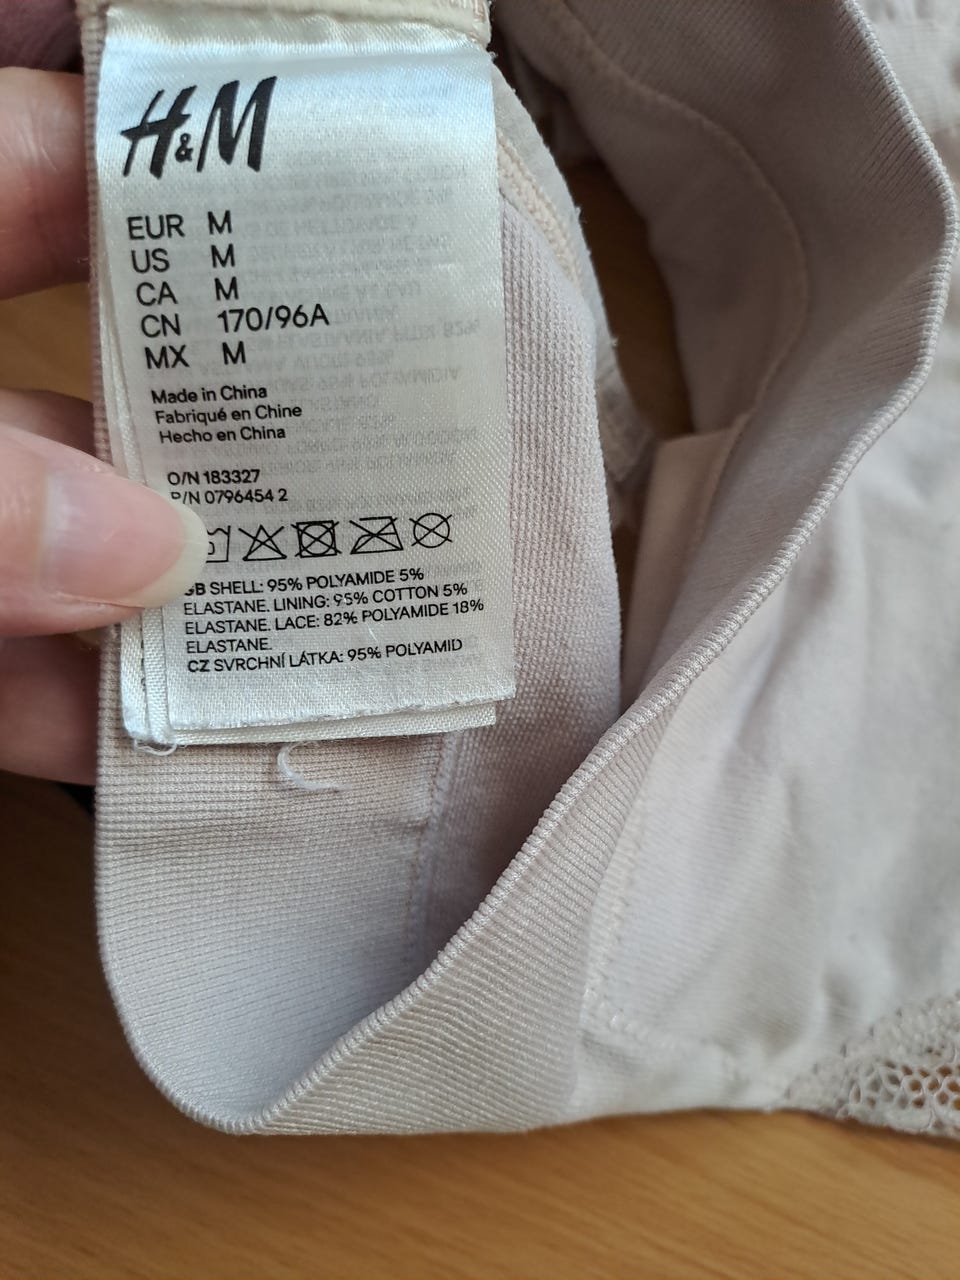 H&M
EUR M
US M
CA M
CN 170/96A
MX M
Made in China
Fabriqué en Chine
Hecho en China
O/N 183327
P/N 0796454 2
GB SHELL: 95% POLYAMIDE 5%
ELASTANE. LINING: 95% COTTON 5%
ELASTANE. LACE: 82% POLYAMIDE 18%
ELASTANE.
CZ SVRCHNÍ LÁTKA: 95% POLYAMID